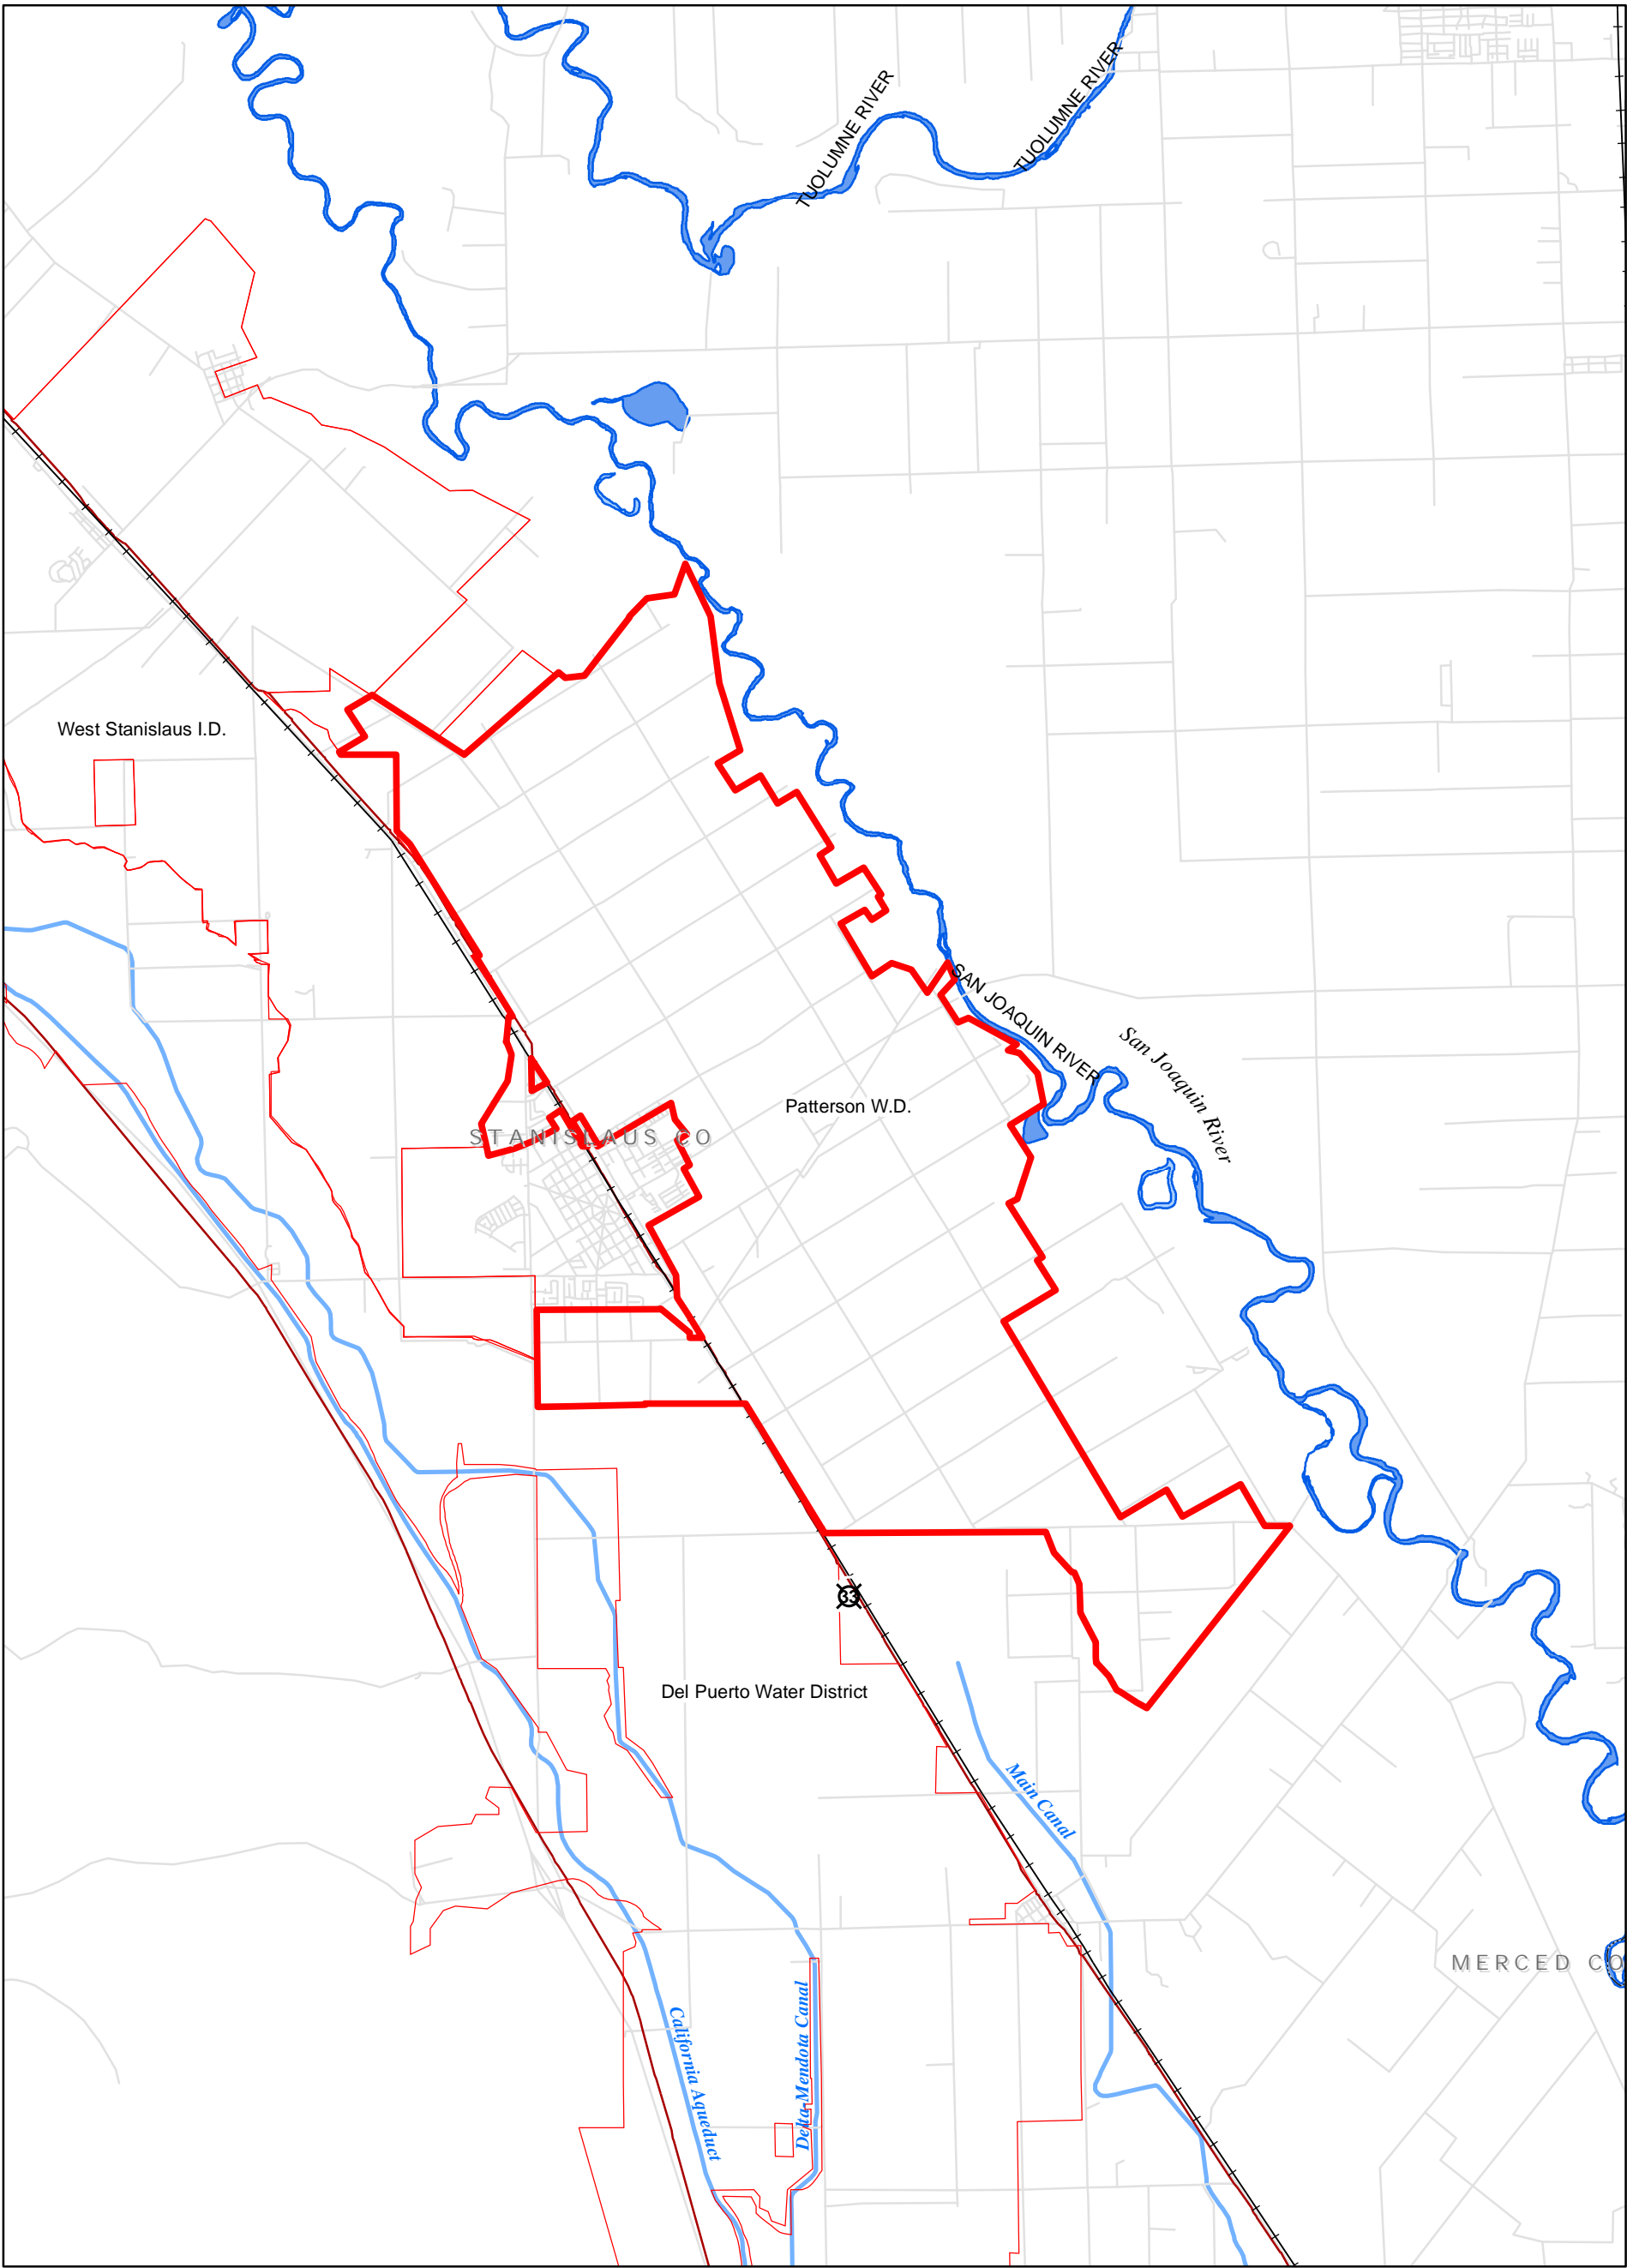 TUOLUMNE RIVER
TUOLUMNE RIVER
West Stanislaus I.D.
SAN JOAQUIN RIVER
San Joaquin River
Patterson W.D.
STANISLAUS CO
33
Del Puerto Water District
Main Canal
MERCED CO
California Aqueduct
Delta-Mendota Canal